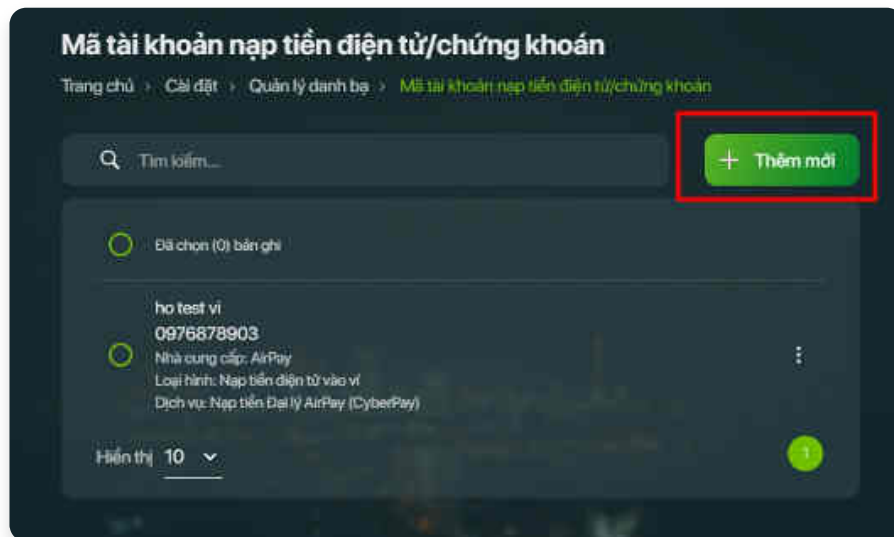 Mã tài khoản nạp tiền điện tử/chứng khoán
Trang chủ > Cài đặt > Quản lý danh bạ > Mã tài khoản nạp tiền điện tử/chứng khoán
Tìm kiếm...
+ Thêm mới
Đã chọn (0) bản ghi
ho test vi
0976878903
Nhà cung cấp: AirPay
Loại hình: Nạp tiền điện tử vào ví
Dịch vụ: Nạp tiền Đại lý AirPay (CyberPay)
Hiển thị 10
1